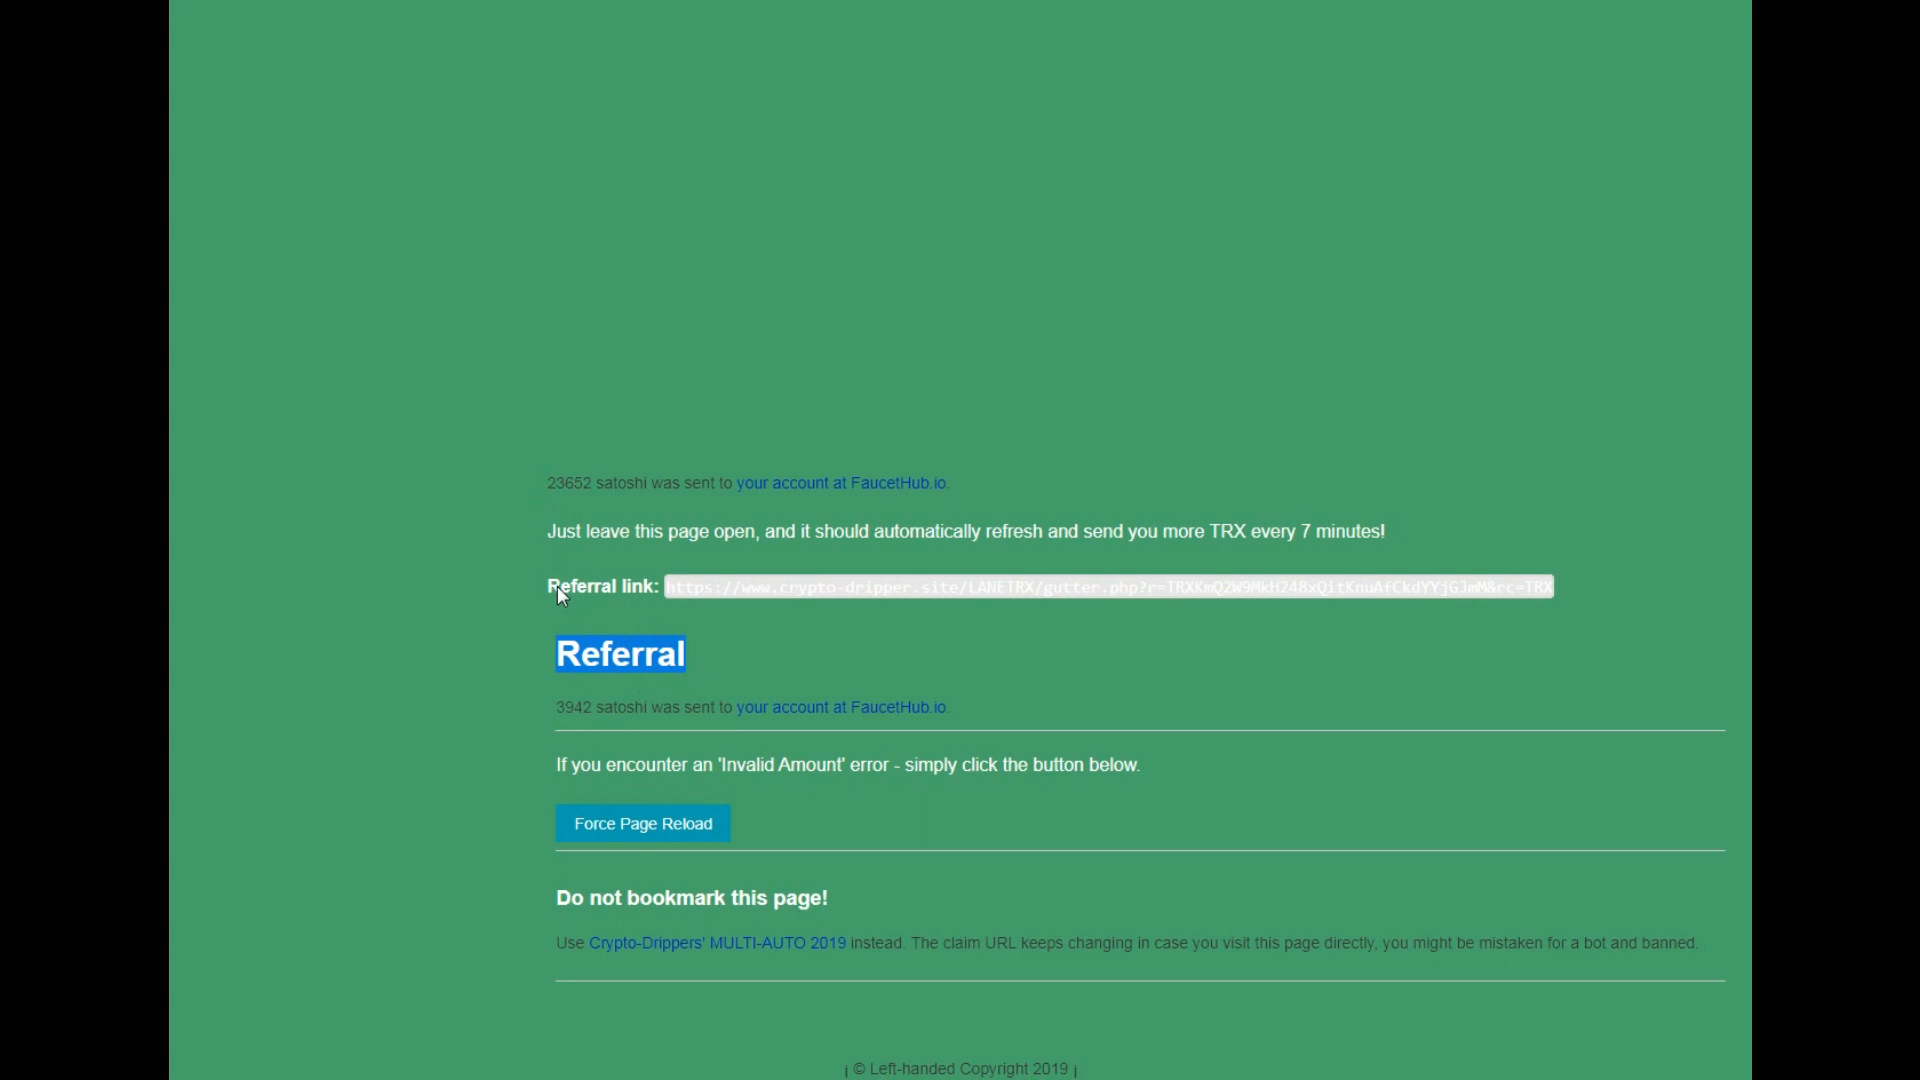 23652 satoshi was sent to your account at FaucetHub.io.
Just leave this page open, and it should automatically refresh and send you more TRX every 7 minutes!
Referral link: https://www.crypto-dripper.site/LANETRX/gutter.php?r=TRXKmQ2W9MkH248xQitKnuAfCkdYYjGJmM&rc=TRX
Referral
3942 satoshi was sent to your account at FaucetHub.io.
If you encounter an 'Invalid Amount' error - simply click the button below.
Force Page Reload
Do not bookmark this page!
Use Crypto-Drippers' MULTI-AUTO 2019 instead. The claim URL keeps changing in case you visit this page directly, you might be mistaken for a bot and banned.
¡ © Left-handed Copyright 2019 ¡